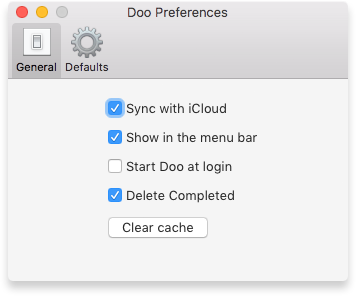 Doo Preferences
General Defaults
Sync with iCloud
Show in the menu bar
Start Doo at login
Delete Completed
Clear cache